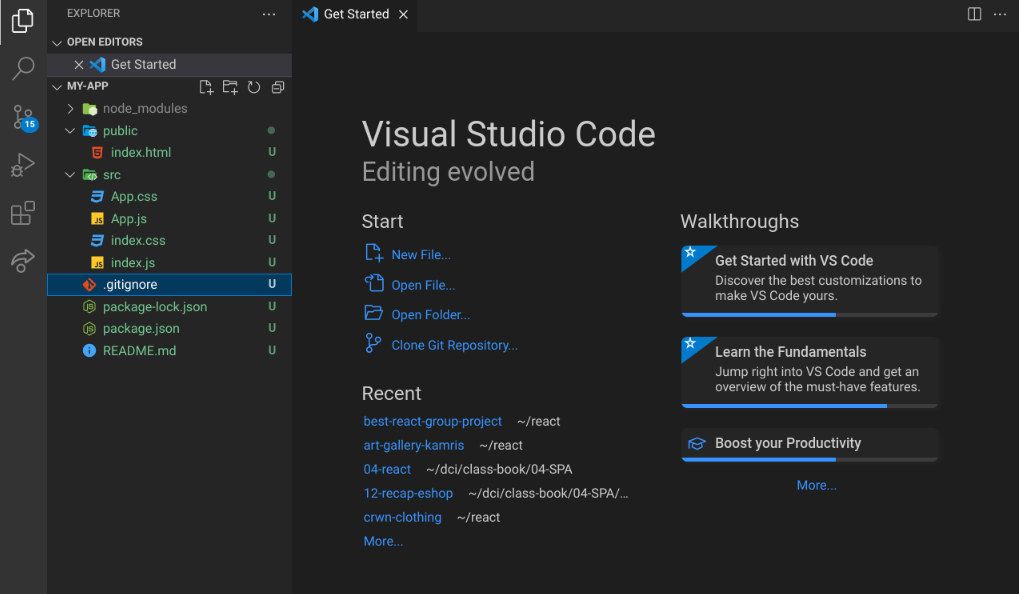 EXPLORER
OPEN EDITORS
Get Started
MY-APP
node_modules
public
index.html U
src
App.css U
App.js U
index.css U
index.js U
.gitignore U
package-lock.json U
package.json U
README.md U
15
Get Started
Visual Studio Code
Editing evolved
Start
New File...
Open File...
Open Folder...
Clone Git Repository...
Recent
best-react-group-project ~/react
art-gallery-kamris ~/react
04-react ~/dci/class-book/04-SPA
12-recap-eshop ~/dci/class-book/04-SPA/...
crwn-clothing ~/react
More...
Walkthroughs
Get Started with VS Code
Discover the best customizations to
make VS Code yours.
Learn the Fundamentals
Jump right into VS Code and get an
overview of the must-have features.
Boost your Productivity
More...